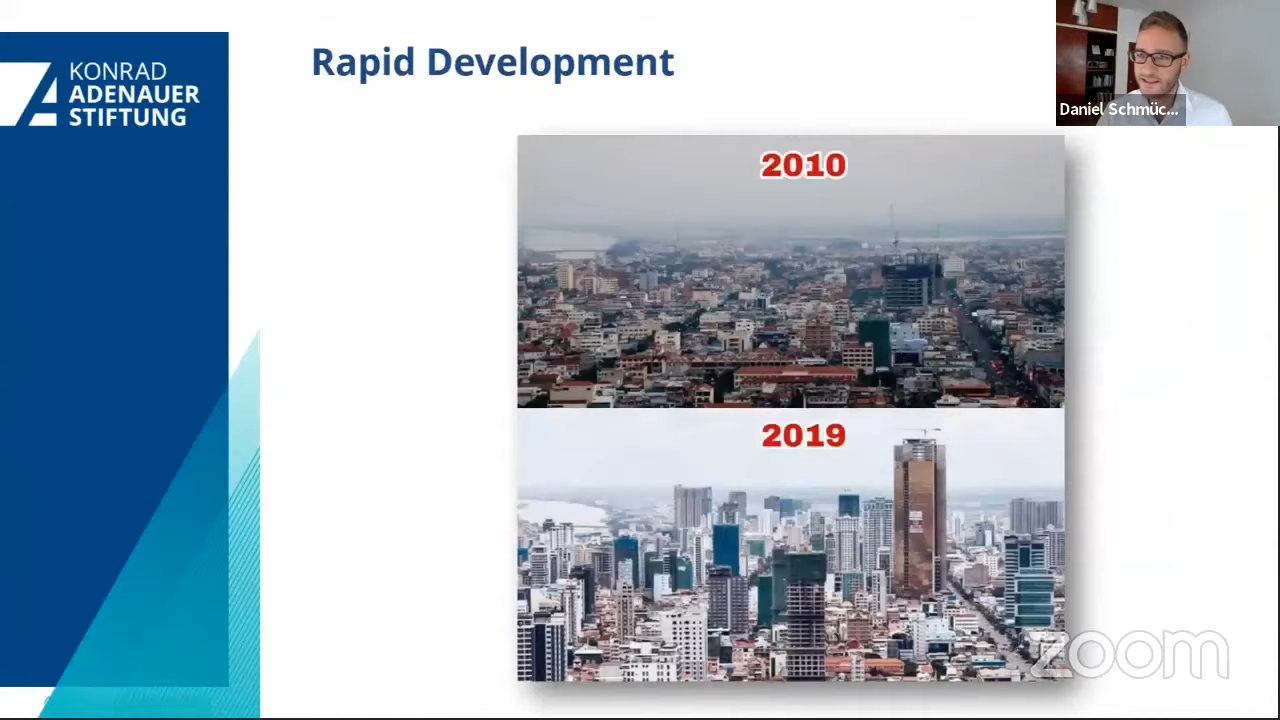 KONRAD
ADENAUER
STIFTUNG
Rapid Development
Daniel Schmüc...
2010
2019
zoom